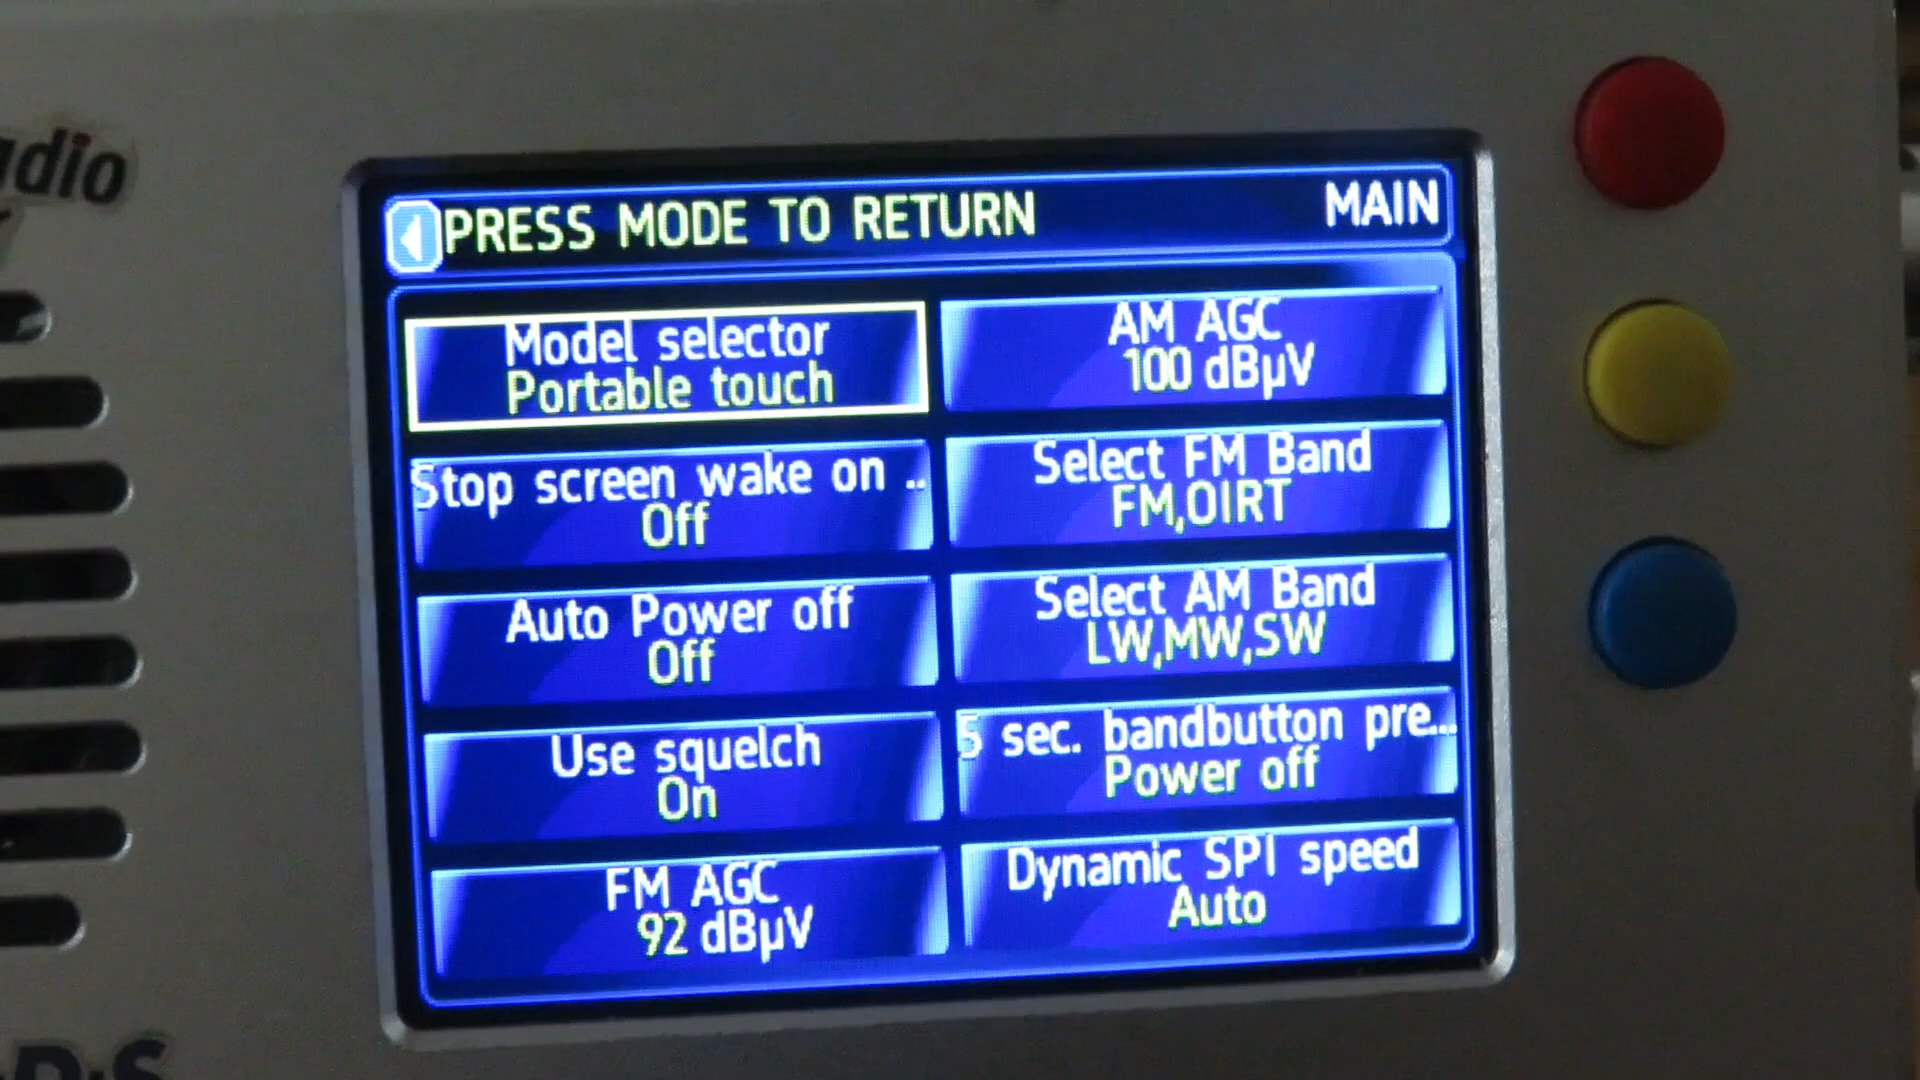 adio
PRESS MODE TO RETURN
MAIN
Model selector
Portable touch
AM AGC
100 dBµV
Stop screen wake on ..
Off
Select FM Band
FM,OIRT
Auto Power off
Off
Select AM Band
LW,MW,SW
Use squelch
On
5 sec. bandbutton pre...
Power off
FM AGC
92 dBµV
Dynamic SPI speed
Auto